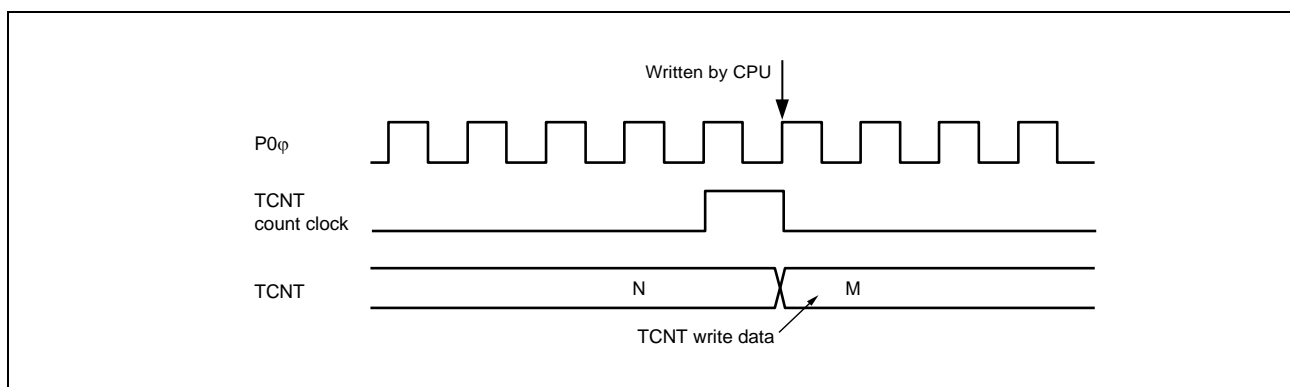 Written by CPU
P0φ
TCNT
count clock
TCNT
N
M
TCNT write data